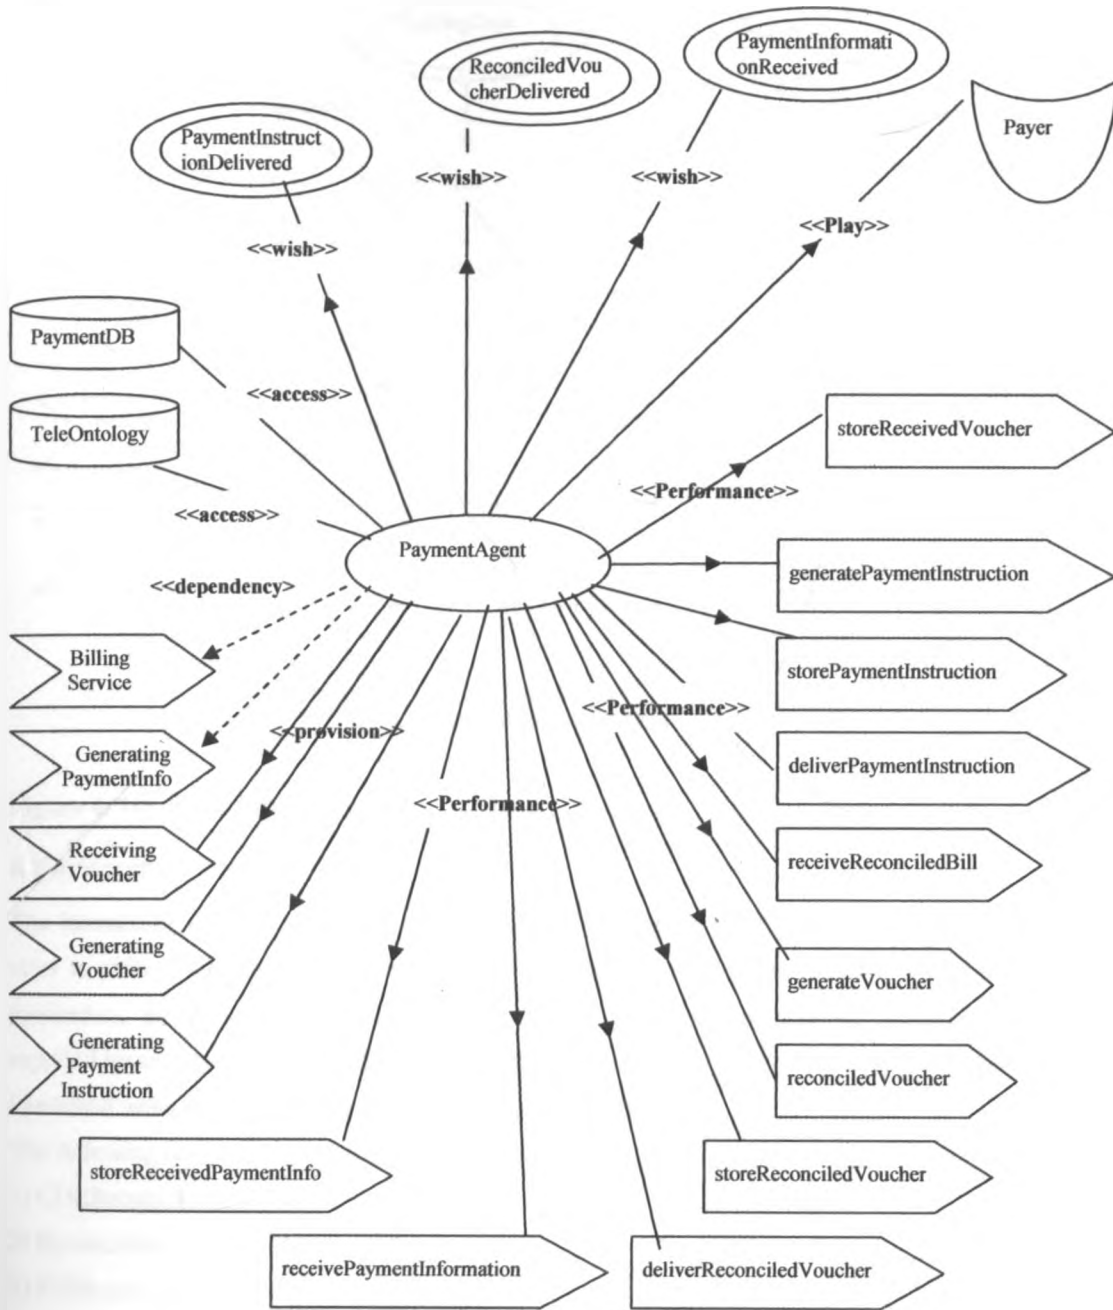 PaymentInformati
onReceived
ReconciledVou
cherDelivered
Payer
PaymentInstruct
ionDelivered
<<wish>>
<<wish>>
<<Play>>
<<wish>>
PaymentDB
<<access>>
TeleOntology
storeReceivedVoucher
<<access>>
<<Performance>>
PaymentAgent
generatePaymentInstruction
<<dependency>
Billing
Service
storePaymentInstruction
<<Performance>>
<<provision>>
Generating
PaymentInfo
deliverPaymentInstruction
<<Performance>>
Receiving
Voucher
receiveReconciledBill
Generating
Voucher
generateVoucher
Generating
Payment
Instruction
reconciledVoucher
storeReceivedPaymentInfo
storeReconciledVoucher
receivePaymentInformation
deliverReconciledVoucher